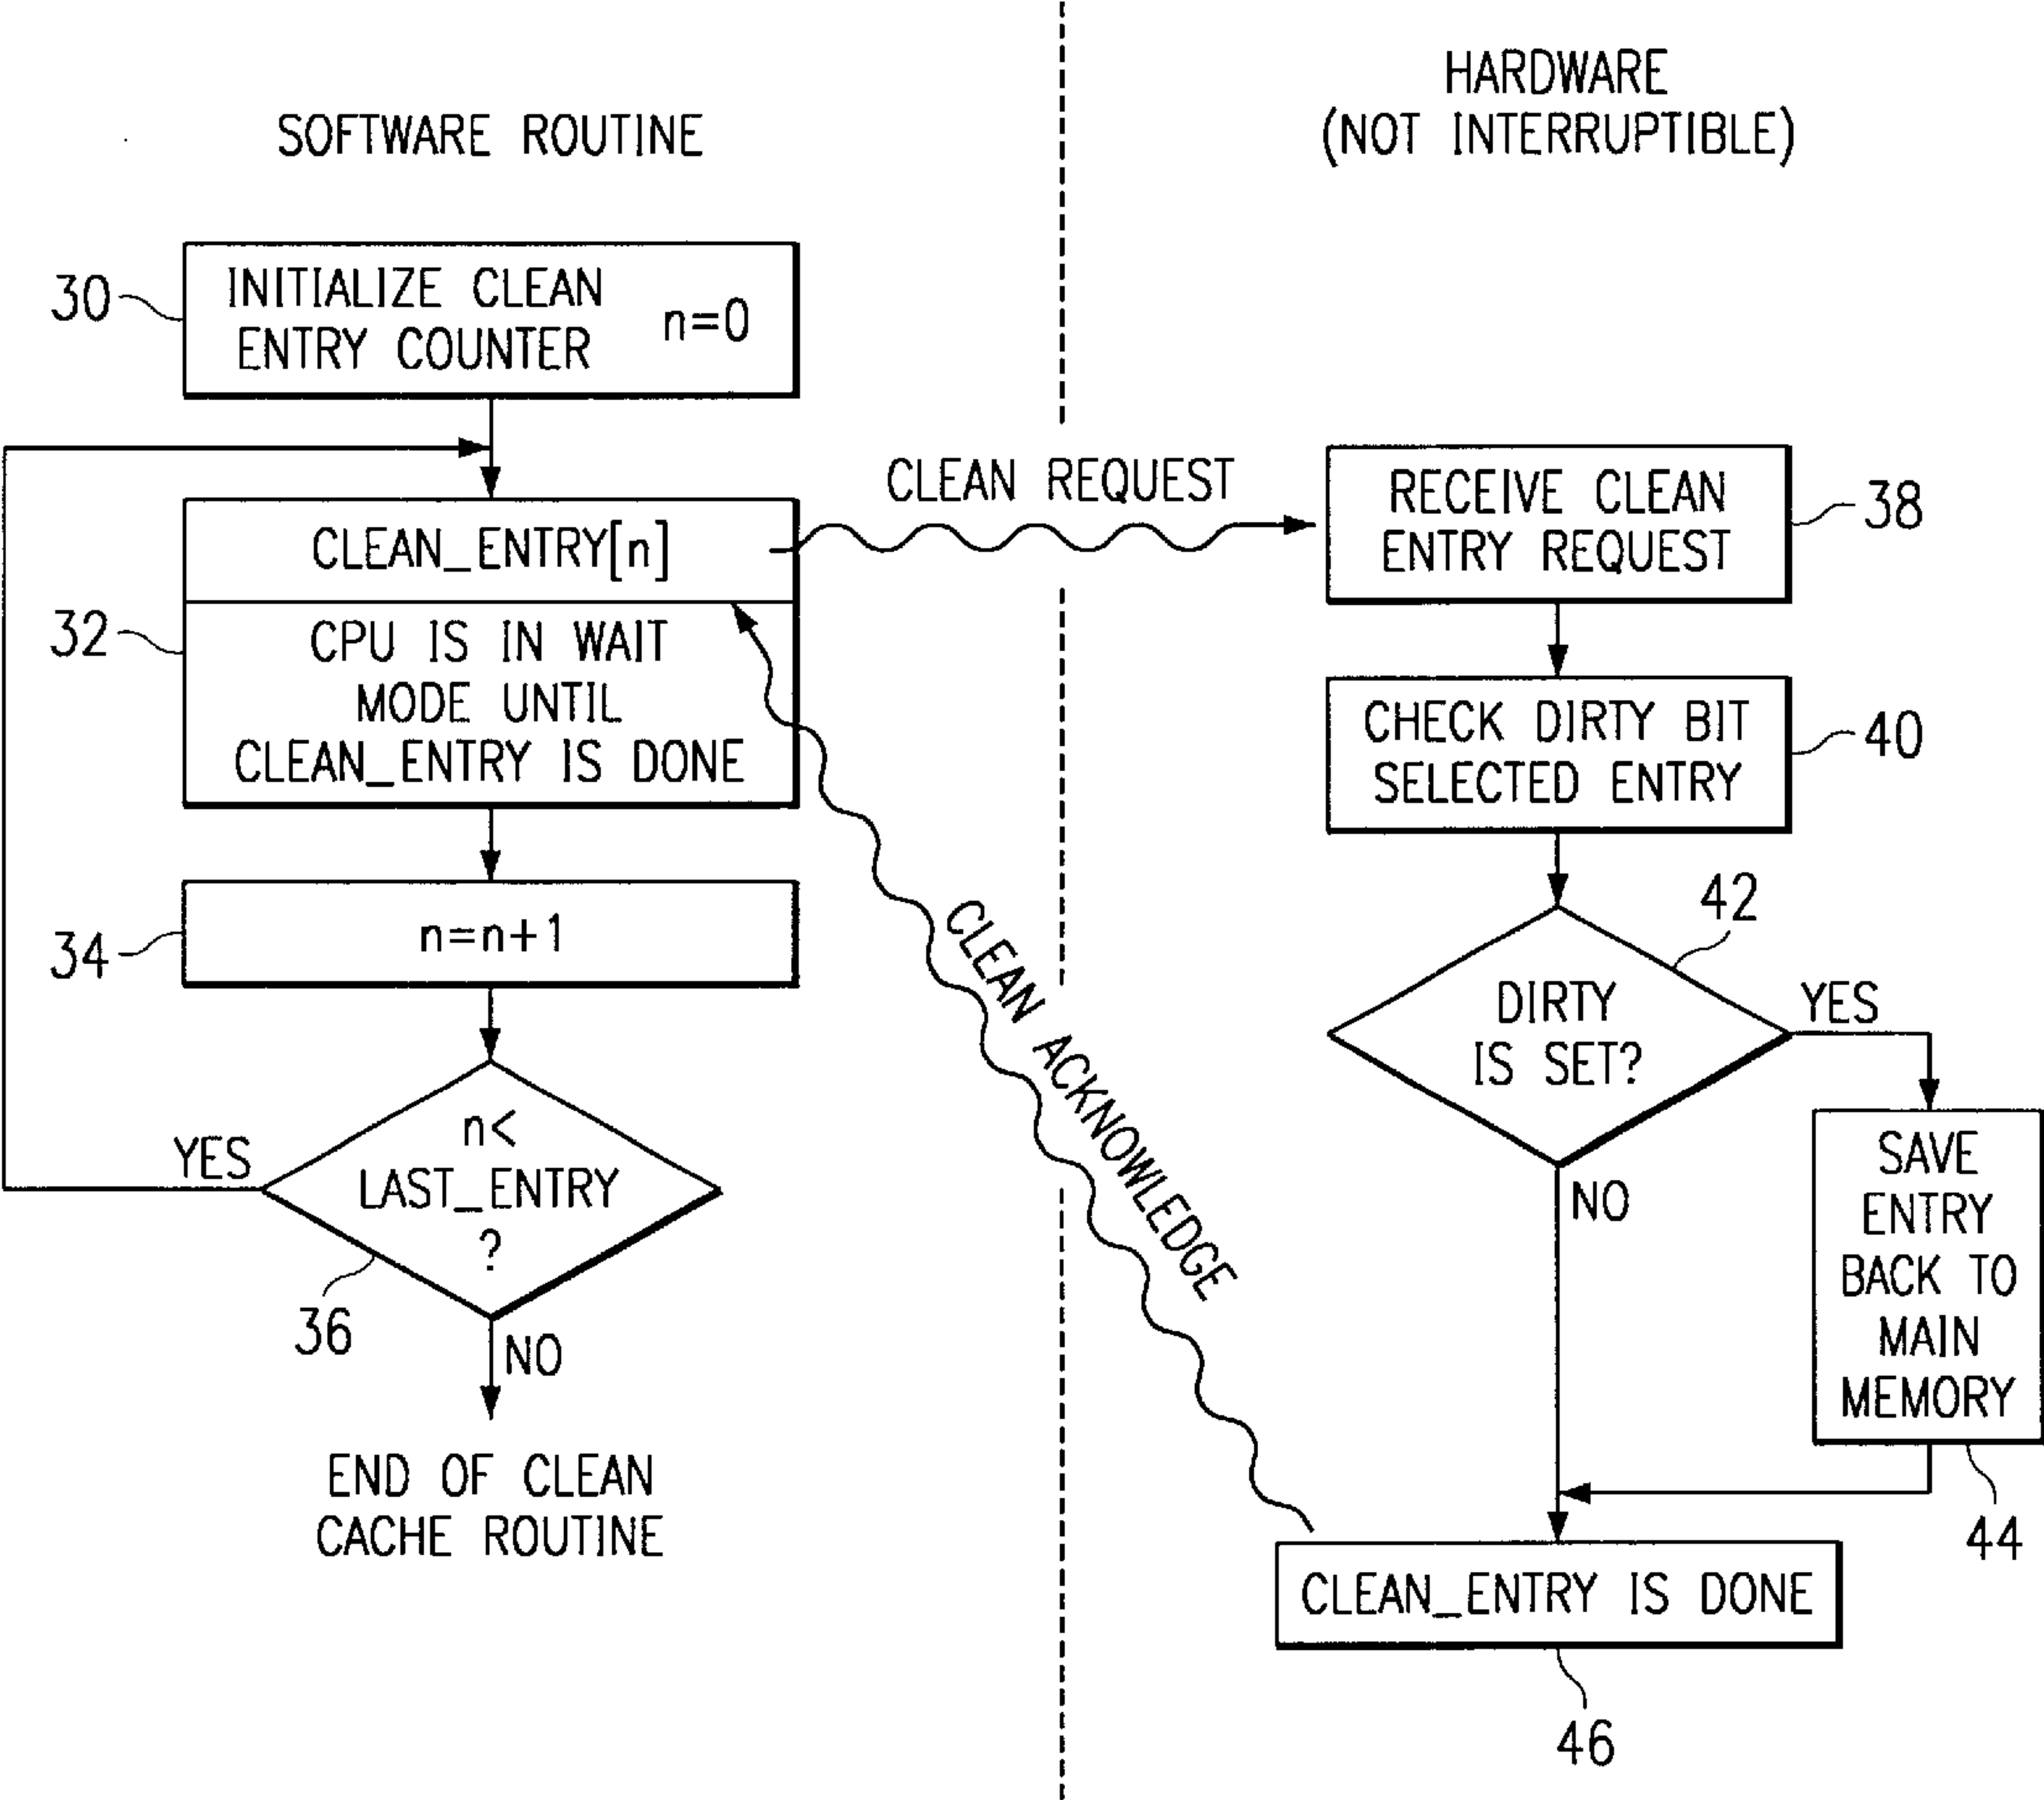 SOFTWARE ROUTINE
30
INITIALIZE CLEAN
ENTRY COUNTER
n=0
CLEAN_ENTRY[n]
32
CPU IS IN WAIT
MODE UNTIL
CLEAN_ENTRY IS DONE
34
n=n+1
n<
LAST_ENTRY
?
YES
36
NO
END OF CLEAN
CACHE ROUTINE
CLEAN REQUEST
CLEAN ACKNOWLEDGE
HARDWARE
(NOT INTERRUPTIBLE)
RECEIVE CLEAN
ENTRY REQUEST
38
CHECK DIRTY BIT
SELECTED ENTRY
40
42
DIRTY
IS SET?
YES
NO
SAVE
ENTRY
BACK TO
MAIN
MEMORY
44
CLEAN_ENTRY IS DONE
46